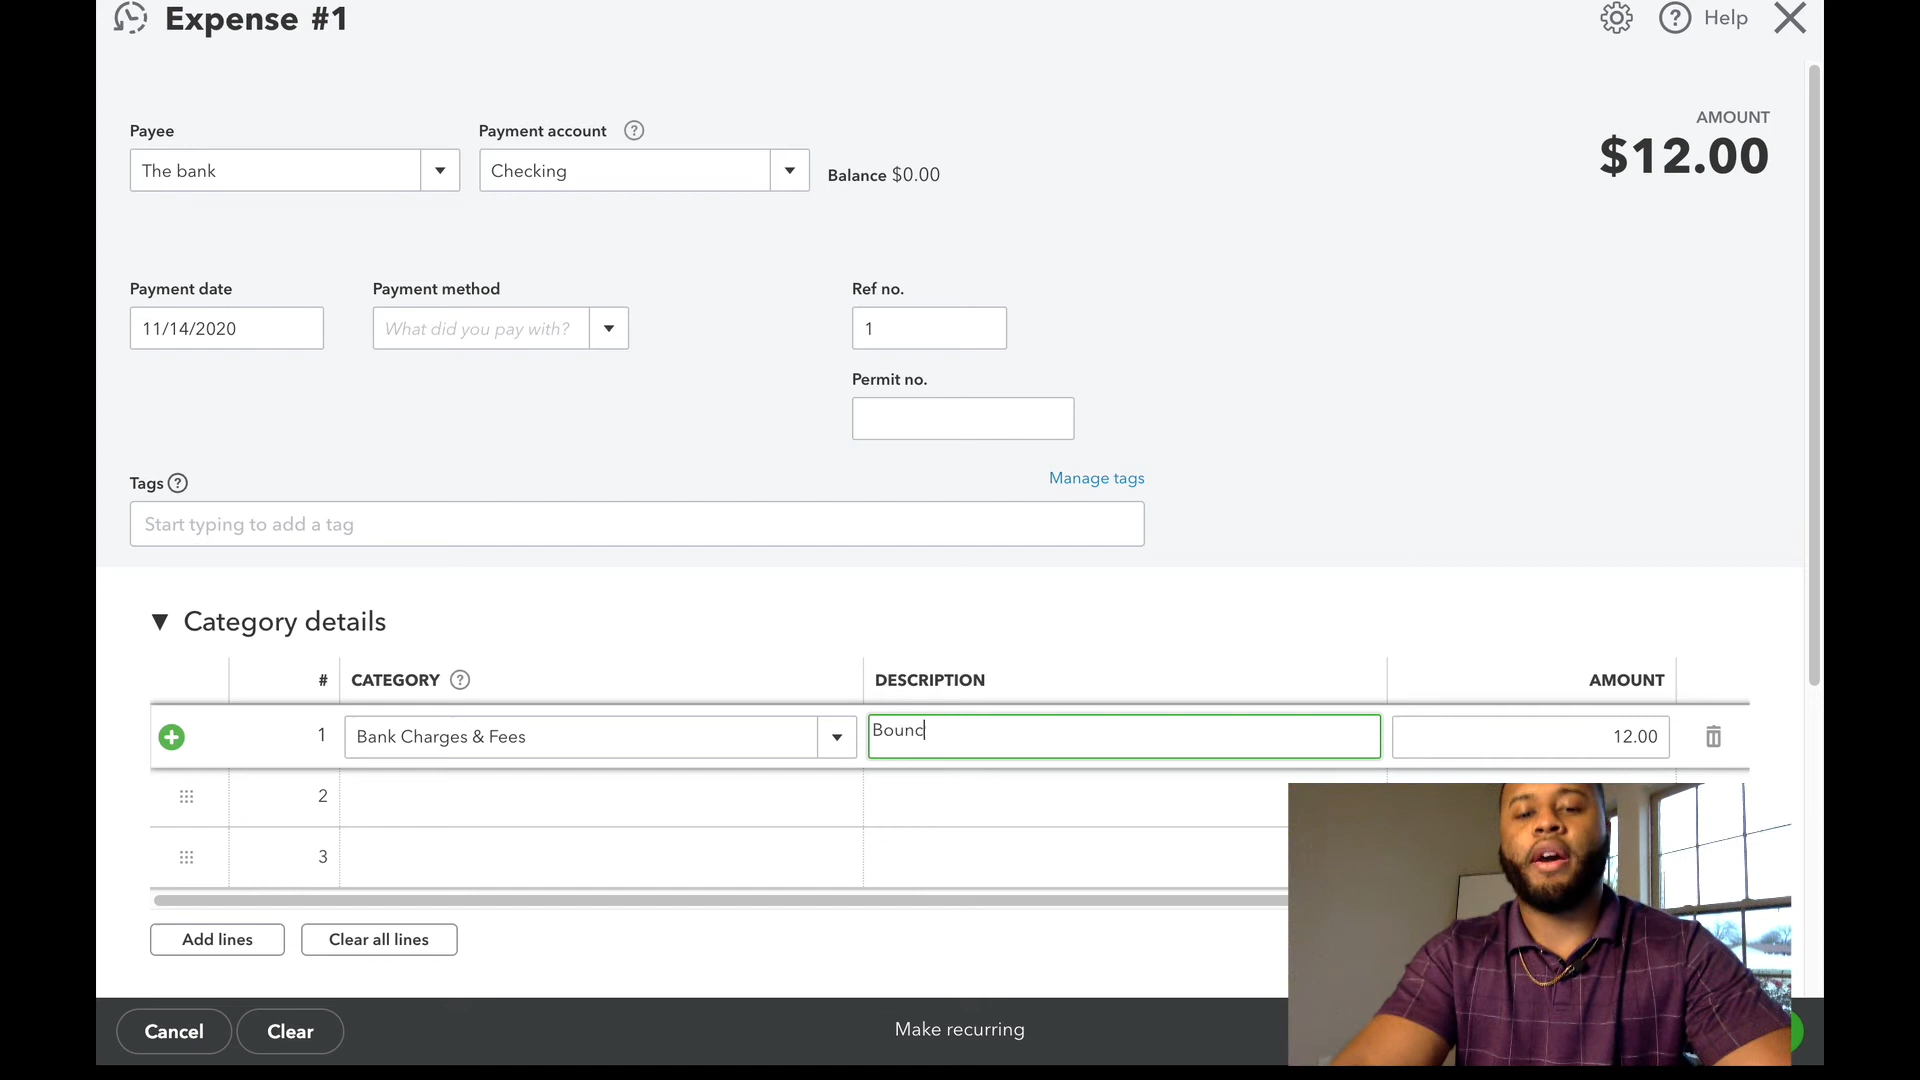 Expense #1
Help
Payee
Payment account
AMOUNT
$12.00
The bank
Checking
Balance $0.00
Payment date
Payment method
Ref no.
11/14/2020
What did you pay with?
1
Permit no.
Tags
Manage tags
Start typing to add a tag
Category details
# CATEGORY DESCRIPTION AMOUNT
1 Bank Charges & Fees Bounc 12.00
2
3
Add lines
Clear all lines
Cancel
Clear
Make recurring